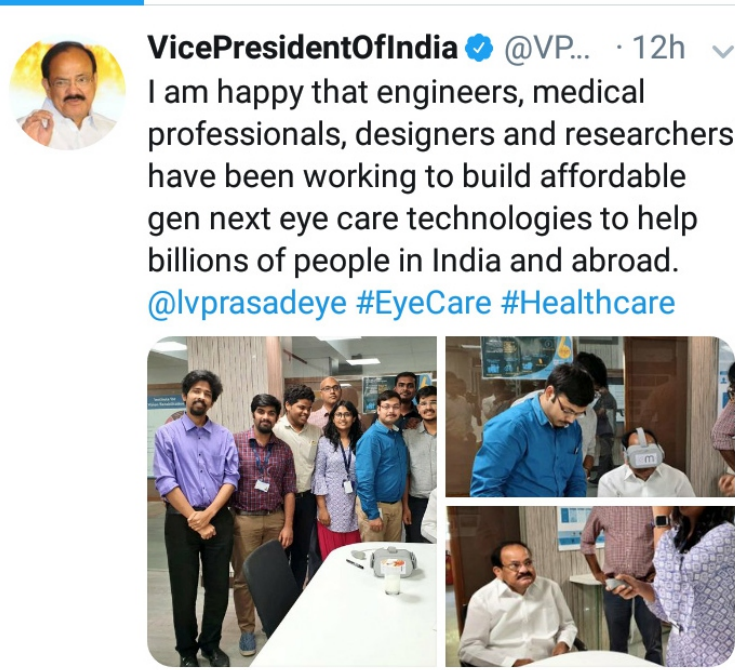 VicePresidentOfIndia @VP... · 12h
I am happy that engineers, medical
professionals, designers and researchers
have been working to build affordable
gen next eye care technologies to help
billions of people in India and abroad.
@lvprasadeye #EyeCare #Healthcare
m